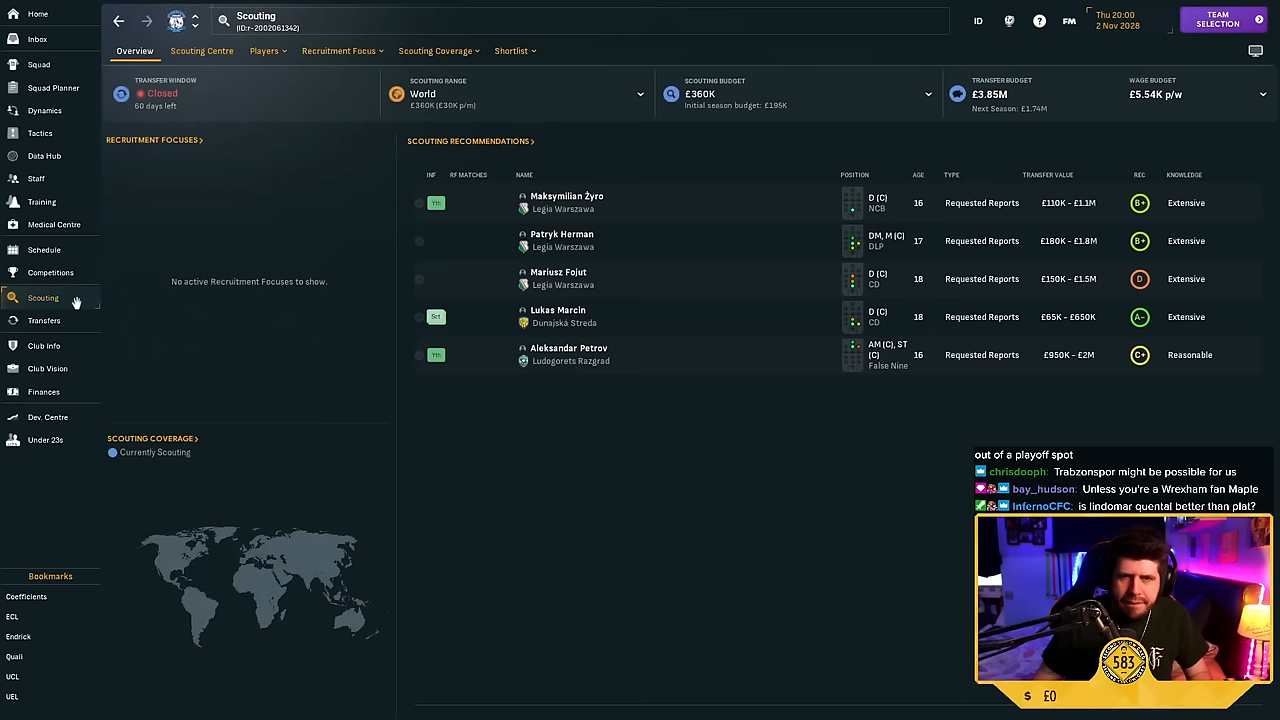 Home
Inbox
Squad
Squad Planner
Dynamics
Tactics
Data Hub
Staff
Training
Medical Centre
Schedule
Competitions
Scouting
Transfers
Club Info
Club Vision
Finances
Dev. Centre
Under 23s
Bookmarks
Coefficients
ECL
Endrick
Quali
UCL
UEL
Scouting
(ID:r-2002061342)
ID
?
FM
Thu 20:00
2 Nov 2028
TEAM
SELECTION
Overview
Scouting Centre
Players
Recruitment Focus
Scouting Coverage
Shortlist
TRANSFER WINDOW
Closed
60 days left
SCOUTING RANGE
World
£360K (£30K p/m)
SCOUTING BUDGET
£360K
Initial season budget: £195K
TRANSFER BUDGET
£3.85M
Next Season: £1.74M
WAGE BUDGET
£5.54K p/w
RECRUITMENT FOCUSES >
No active Recruitment Focuses to show.
SCOUTING COVERAGE >
Currently Scouting
SCOUTING RECOMMENDATIONS >
INF RF MATCHES NAME POSITION AGE TYPE TRANSFER VALUE REC KNOWLEDGE
Yth Maksymilian Żyro D (C) 16 Requested Reports £110K - £1.1M B+ Extensive
Legia Warszawa NCB
Patryk Herman DM, M (C) 17 Requested Reports £180K - £1.8M B+ Extensive
Legia Warszawa DLP
Mariusz Fojut D (C) 18 Requested Reports £150K - £1.5M D Extensive
Legia Warszawa CD
Sct Lukas Marcin D (C) 18 Requested Reports £65K - £650K A- Extensive
Dunajská Streda CD
Yth Aleksandar Petrov AM (C), ST (C) 16 Requested Reports £950K - £2M C+ Reasonable
Ludogorets Razgrad False Nine
out of a playoff spot
chrisdooph: Trabzonspor might be possible for us
bay_hudson: Unless you're a Wrexham fan Maple
InfernoCFC: is lindomar quental better than plat?
583
$ £0